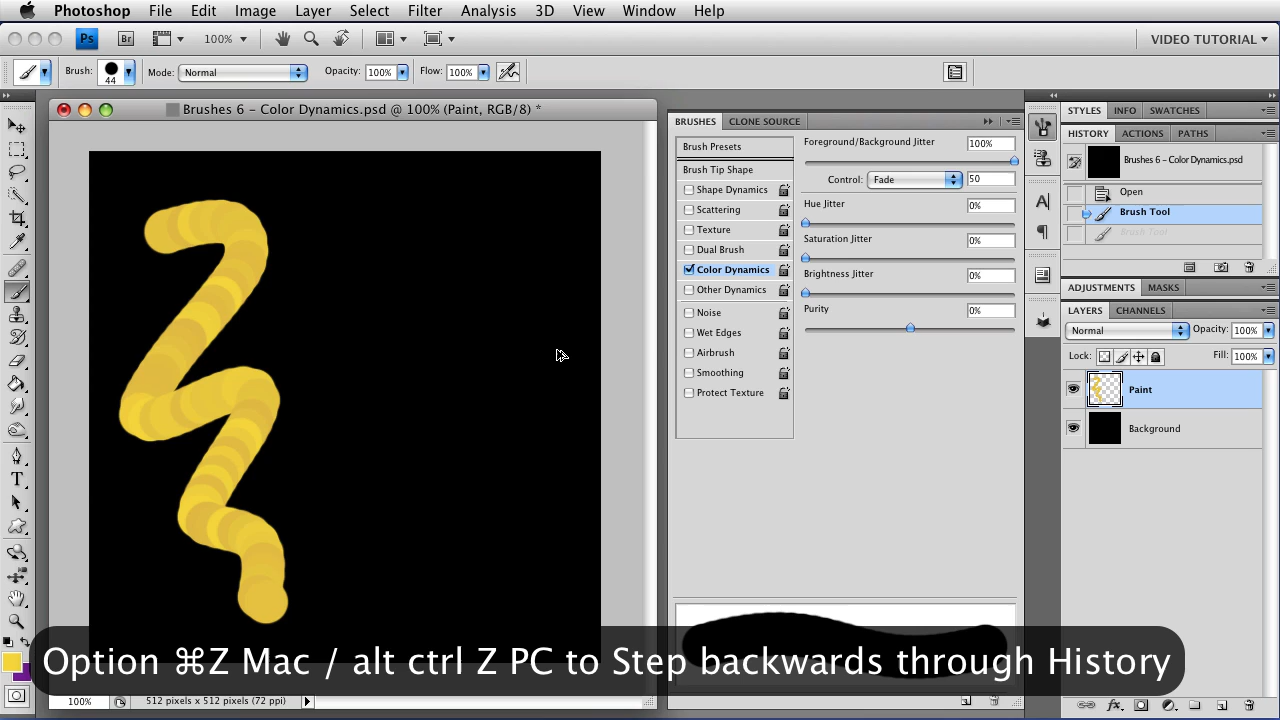 Photoshop File Edit Image Layer Select Filter Analysis 3D View Window Help
Ps Br 100% VIDEO TUTORIAL
Brush: 44 Mode: Normal Opacity: 100% Flow: 100%
Brushes 6 – Color Dynamics.psd @ 100% (Paint, RGB/8) *
BRUSHES CLONE SOURCE
Brush Presets
Brush Tip Shape
Shape Dynamics
Scattering
Texture
Dual Brush
Color Dynamics
Other Dynamics
Noise
Wet Edges
Airbrush
Smoothing
Protect Texture
Foreground/Background Jitter 100%
Control: Fade 50
Hue Jitter 0%
Saturation Jitter 0%
Brightness Jitter 0%
Purity 0%
STYLES INFO SWATCHES
HISTORY ACTIONS PATHS
Brushes 6 – Color Dynamics.psd
Open
Brush Tool
Brush Tool
ADJUSTMENTS MASKS
LAYERS CHANNELS
Normal Opacity: 100%
Lock: Fill: 100%
Paint
Background
Option ⌘Z Mac / alt ctrl Z PC to Step backwards through History
100% 512 pixels x 512 pixels (72 ppi)